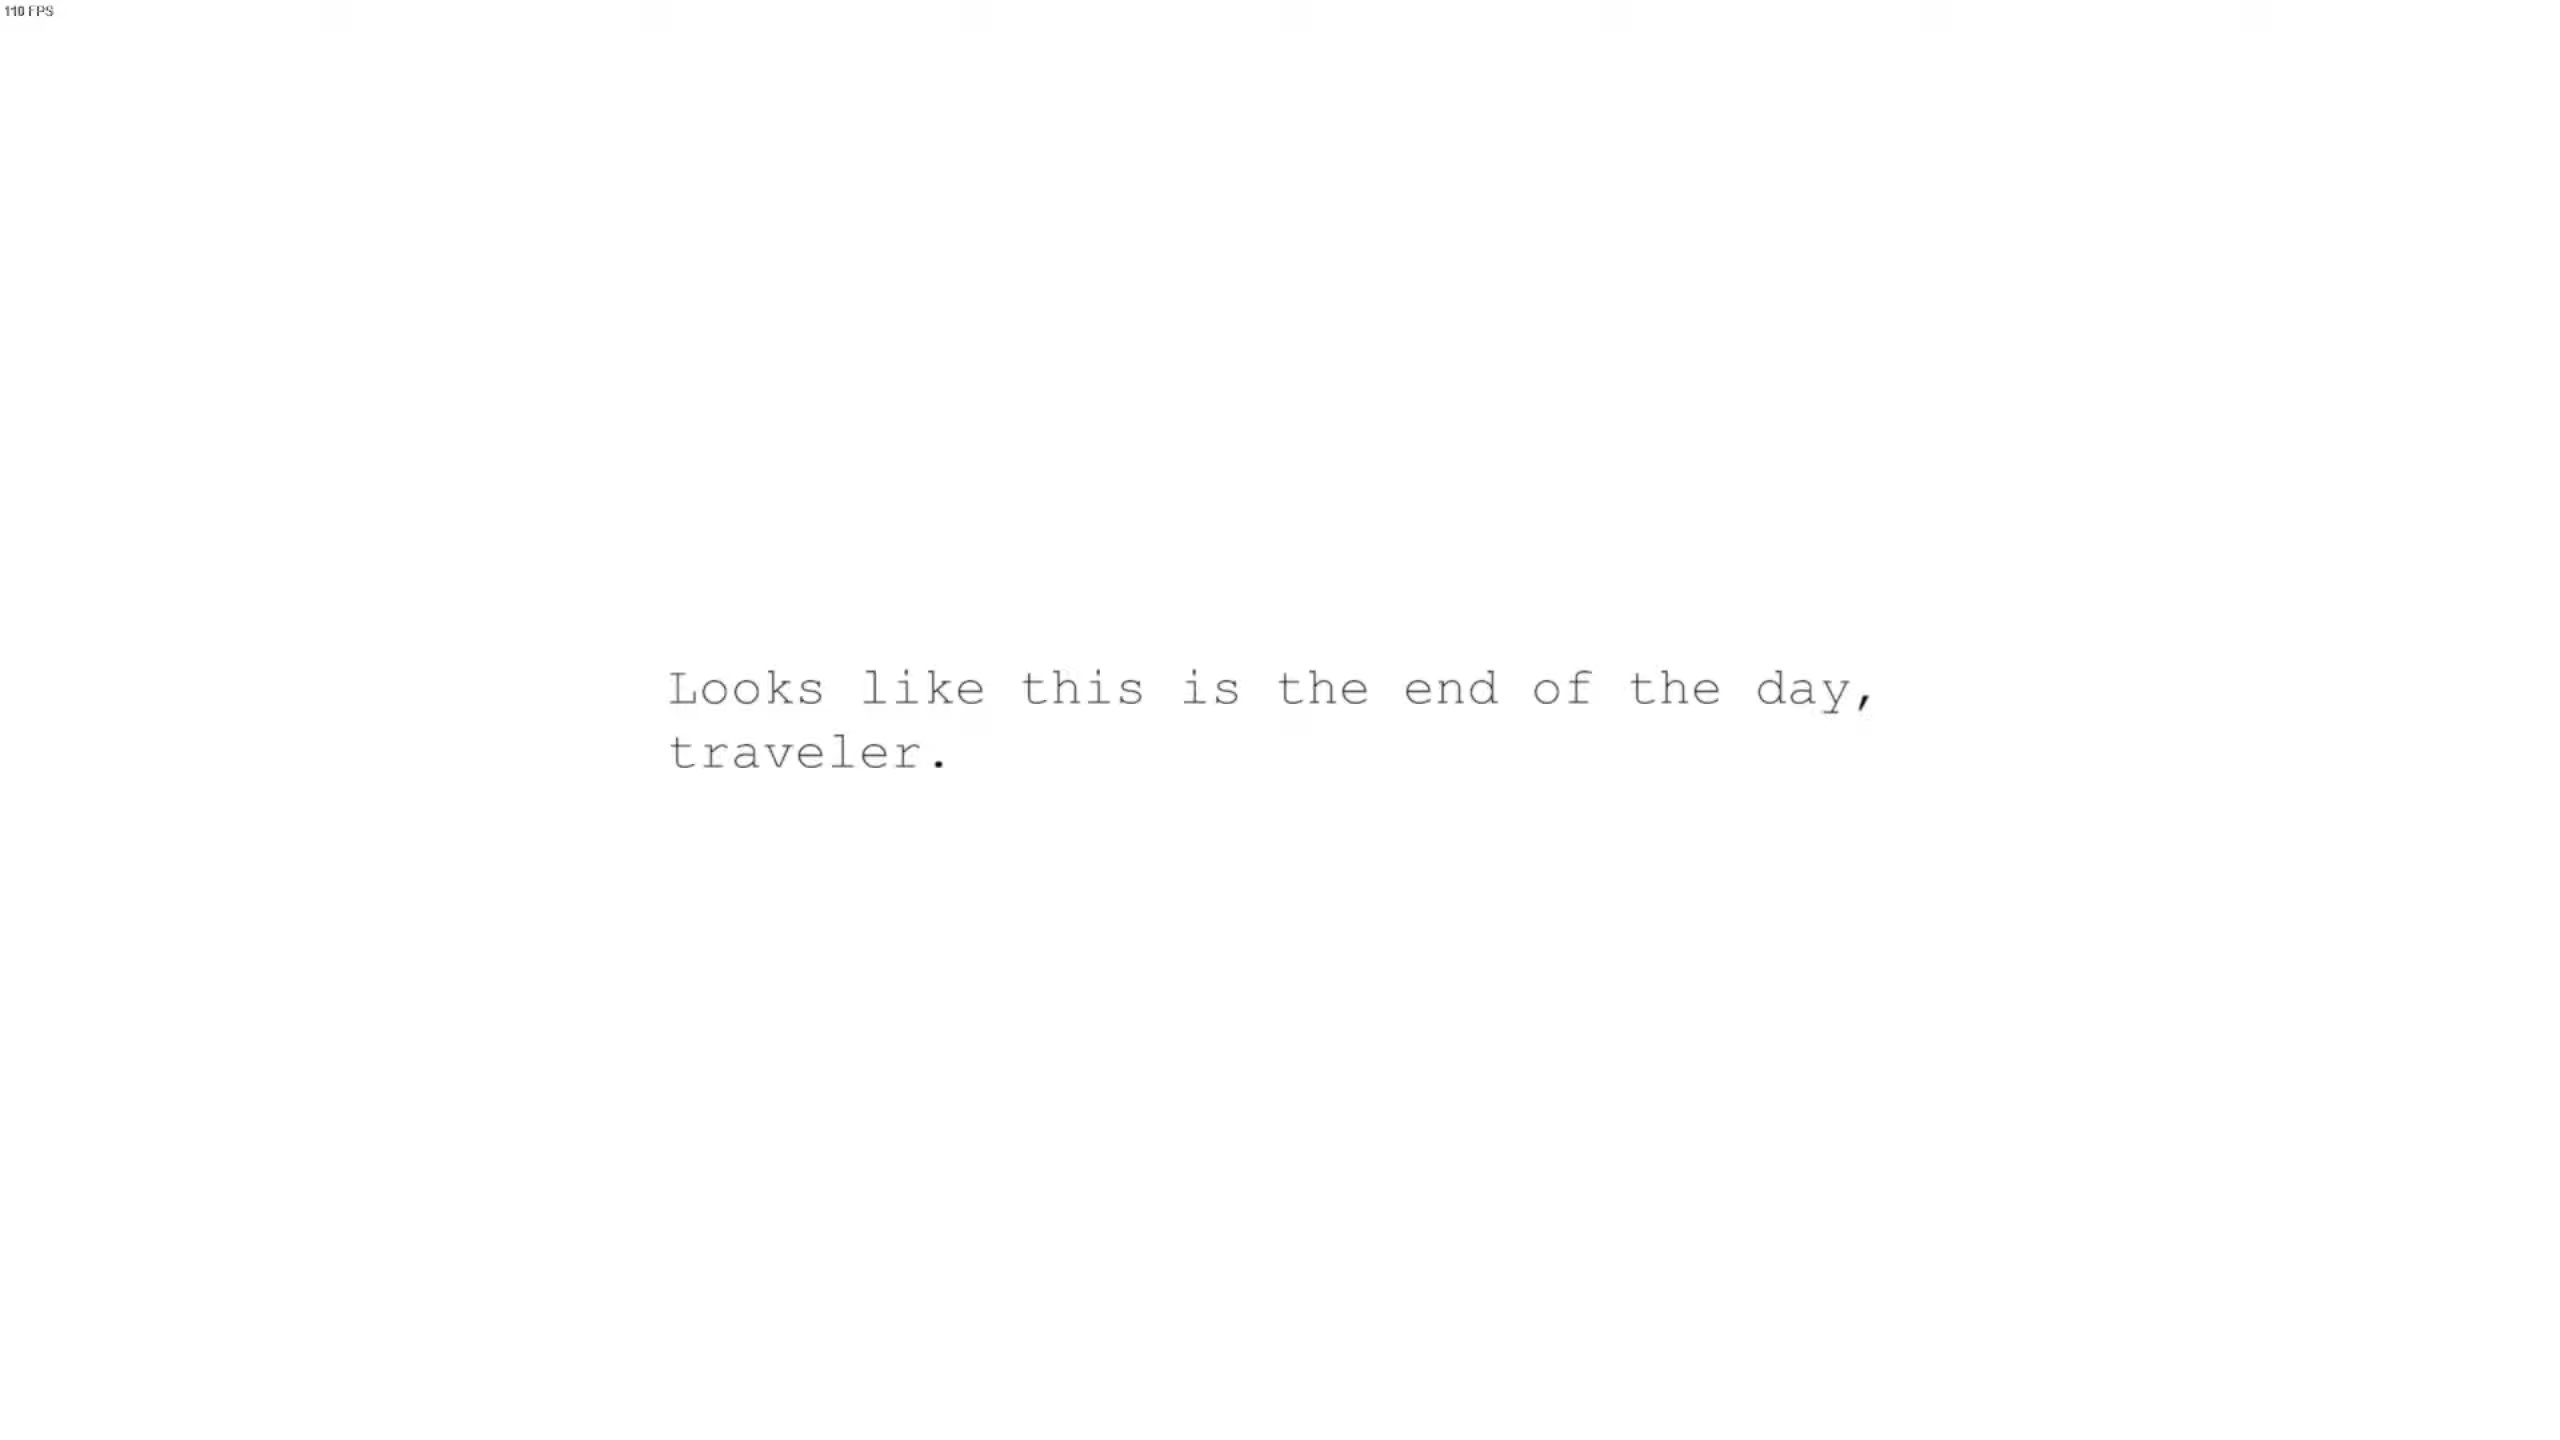 110 FPS
Looks like this is the end of the day,
traveler.